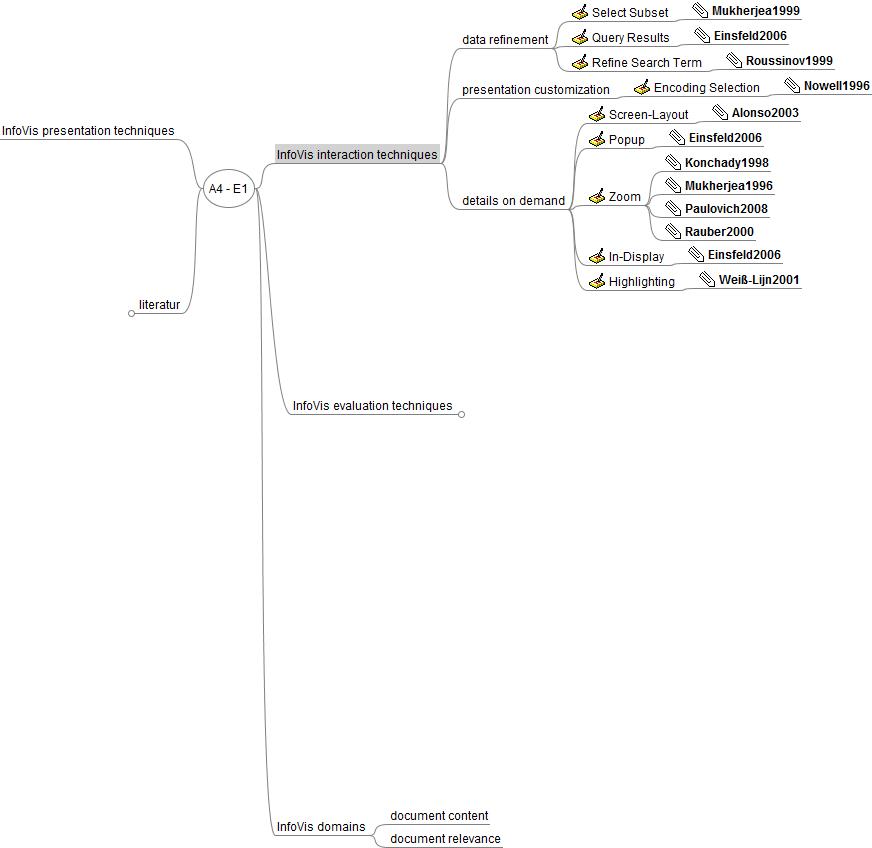 InfoVis presentation techniques
A4 - E1
literatur
InfoVis interaction techniques
data refinement
Select Subset
Mukherjea1999
Query Results
Einsfeld2006
Refine Search Term
Roussinov1999
presentation customization
Encoding Selection
Nowell1996
details on demand
Screen-Layout
Alonso2003
Popup
Einsfeld2006
Zoom
Konchady1998
Mukherjea1996
Paulovich2008
Rauber2000
In-Display
Einsfeld2006
Highlighting
Weiß-Lijn2001
InfoVis evaluation techniques
InfoVis domains
document content
document relevance